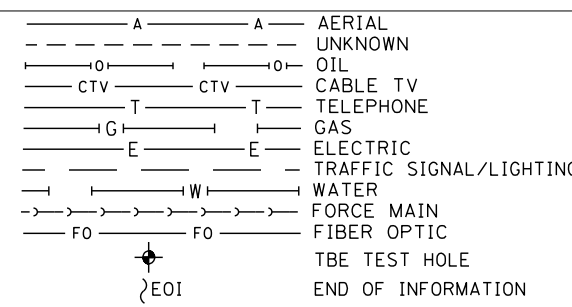 A A AERIAL
UNKNOWN
O O OIL
CTV CTV CABLE TV
T T TELEPHONE
G GAS
E E ELECTRIC
TRAFFIC SIGNAL/LIGHTING
W WATER
FORCE MAIN
FO FO FIBER OPTIC
TBE TEST HOLE
EOI END OF INFORMATION